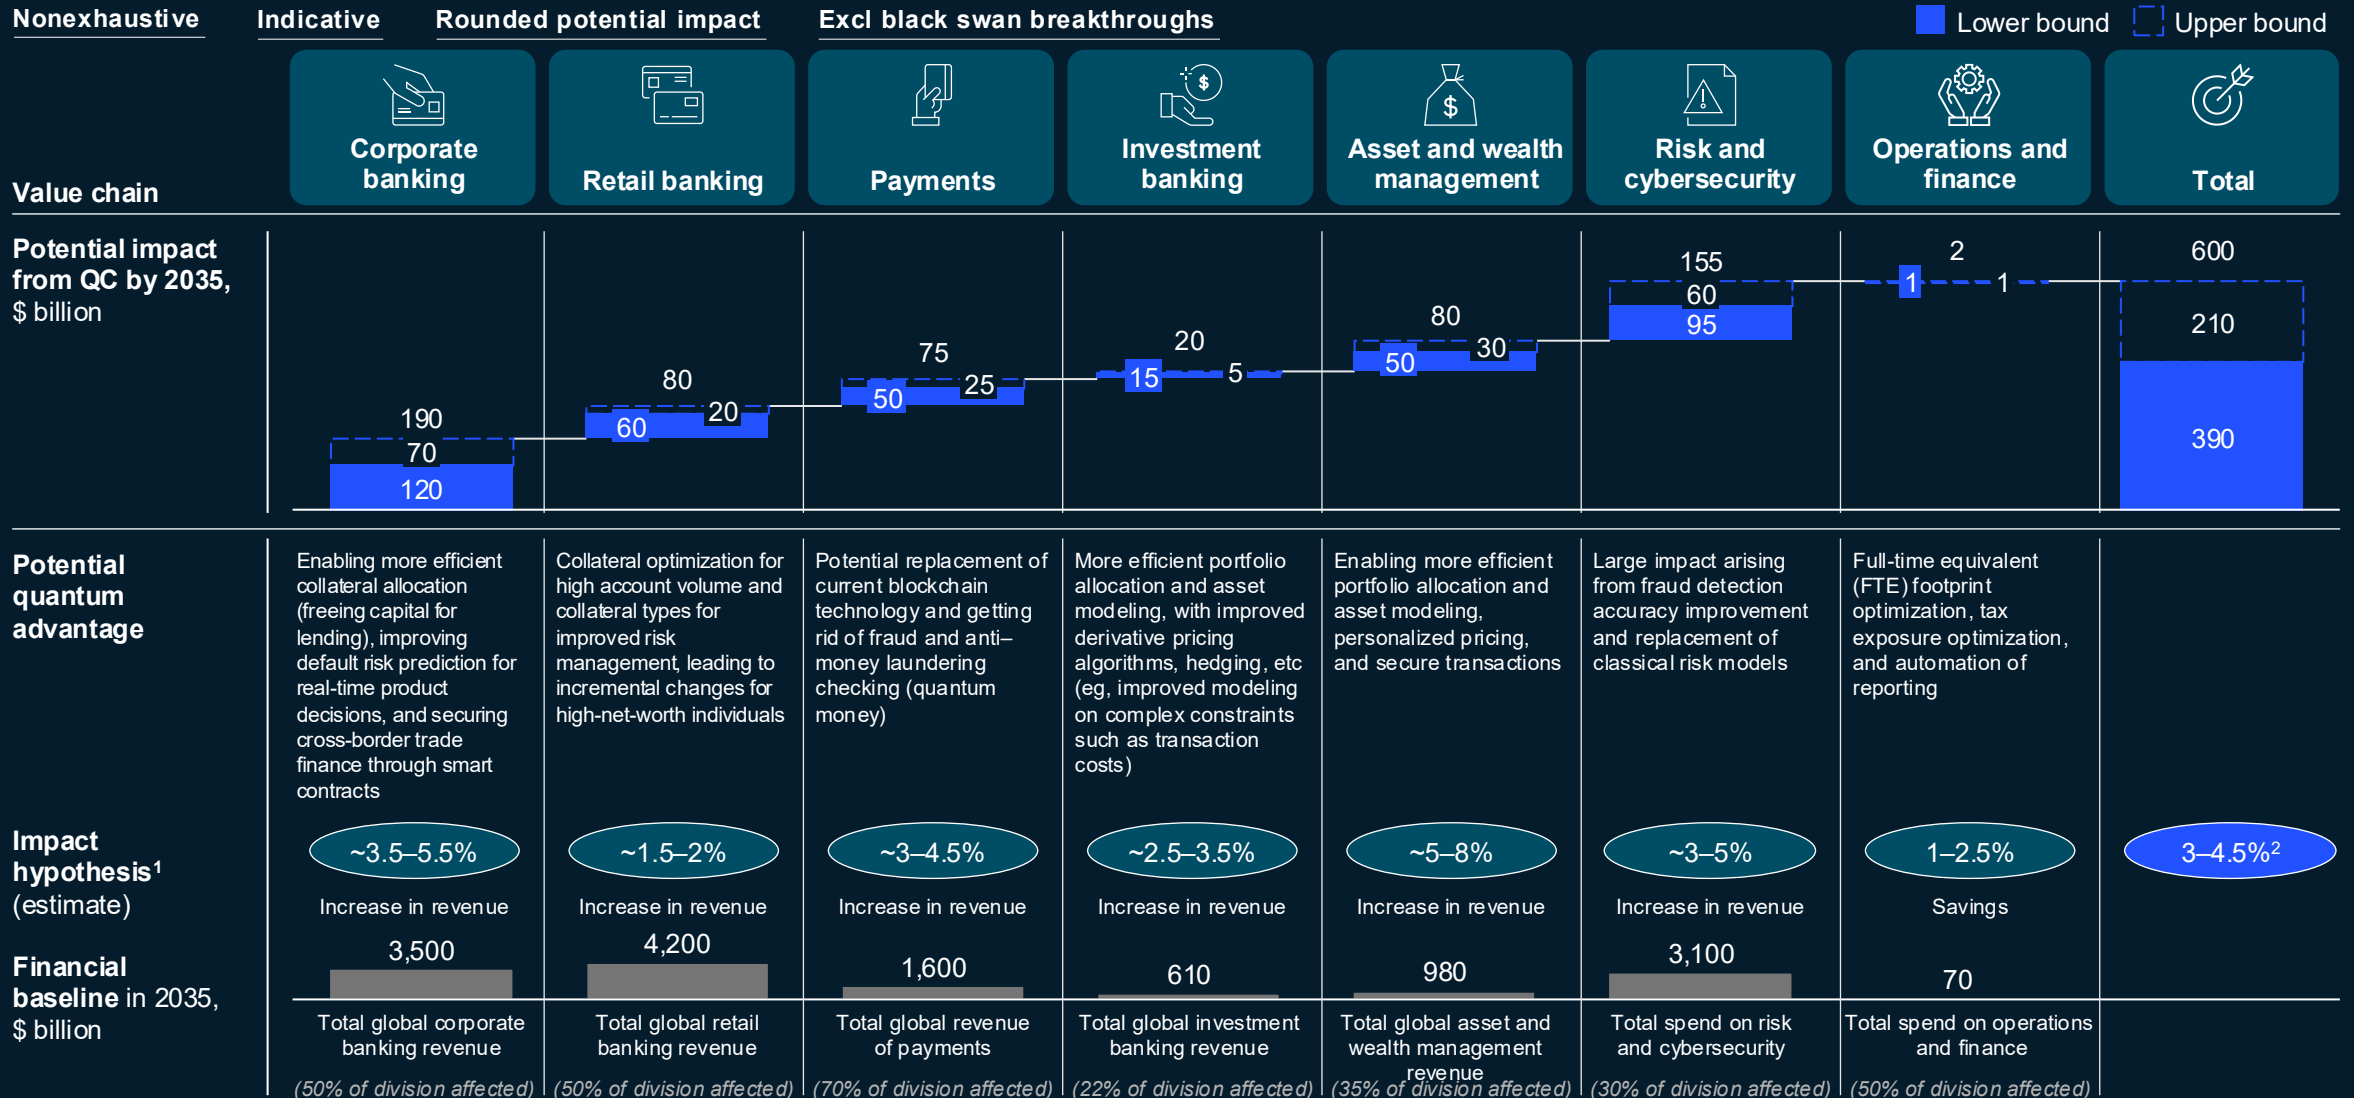 Nonexhaustive Indicative Rounded potential impact Excl black swan breakthroughs
Lower bound Upper bound
Value chain
Corporate
banking
Retail banking
Payments
Investment
banking
Asset and wealth
management
Risk and
cybersecurity
Operations and
finance
Total
Potential impact
from QC by 2035,
$ billion
190
70
120
80
20
60
75
25
50
20
5
15
80
30
50
155
60
95
2
1
1
600
210
390
Potential
quantum
advantage
Enabling more efficient
collateral allocation
(freeing capital for
lending), improving
default risk prediction for
real-time product
decisions, and securing
cross-border trade
finance through smart
contracts
Collateral optimization for
high account volume and
collateral types for
improved risk
management, leading to
incremental changes for
high-net-worth individuals
Potential replacement of
current blockchain
technology and getting
rid of fraud and anti–
money laundering
checking (quantum
money)
More efficient portfolio
allocation and asset
modeling, with improved
derivative pricing
algorithms, hedging, etc
(eg, improved modeling
on complex constraints
such as transaction
costs)
Enabling more efficient
portfolio allocation and
asset modeling,
personalized pricing,
and secure transactions
Large impact arising
from fraud detection
accuracy improvement
and replacement of
classical risk models
Full-time equivalent
(FTE) footprint
optimization, tax
exposure optimization,
and automation of
reporting
Impact
hypothesis¹
(estimate)
~3.5–5.5%
Increase in revenue
~1.5–2%
Increase in revenue
~3–4.5%
Increase in revenue
~2.5–3.5%
Increase in revenue
~5–8%
Increase in revenue
~3–5%
Increase in revenue
1–2.5%
Savings
3–4.5%²
Financial
baseline in 2035,
$ billion
3,500
Total global corporate
banking revenue
(50% of division affected)
4,200
Total global retail
banking revenue
(50% of division affected)
1,600
Total global revenue
of payments
(70% of division affected)
610
Total global investment
banking revenue
(22% of division affected)
980
Total global asset and
wealth management
revenue
(35% of division affected)
3,100
Total spend on risk
and cybersecurity
(30% of division affected)
70
Total spend on operations
and finance
(50% of division affected)